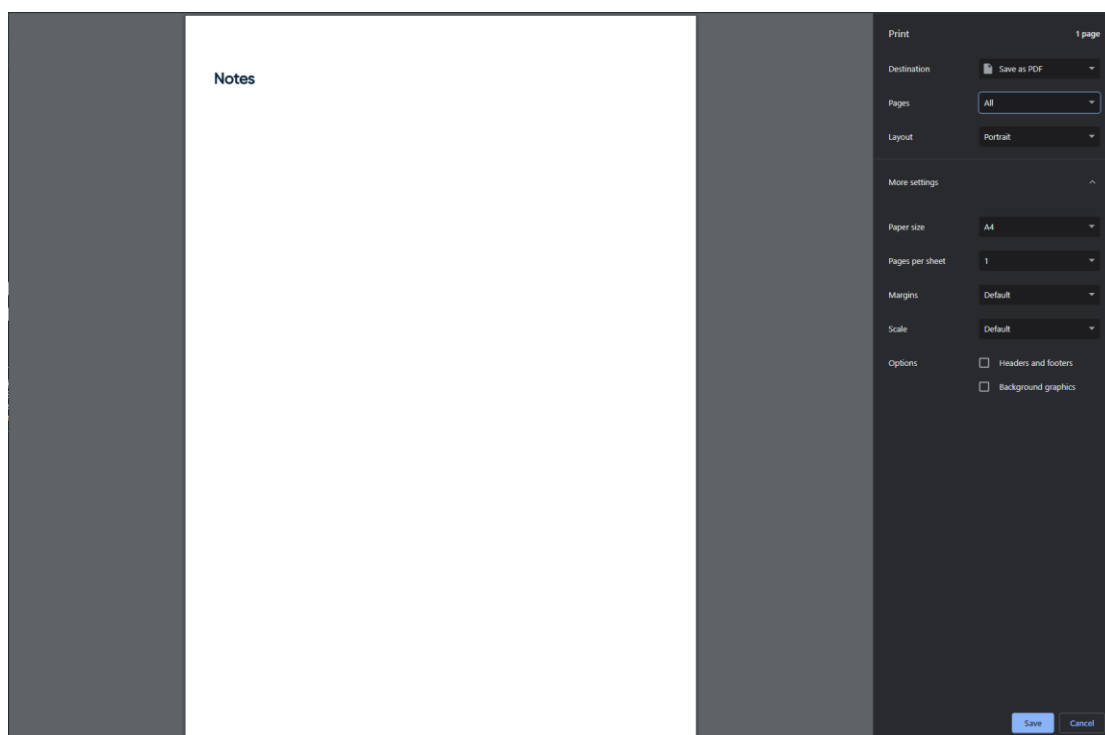 Notes
Print 1 page
Destination Save as PDF
Pages All
Layout Portrait
More settings
Paper size A4
Pages per sheet 1
Margins Default
Scale Default
Options Headers and footers
Background graphics
Save Cancel